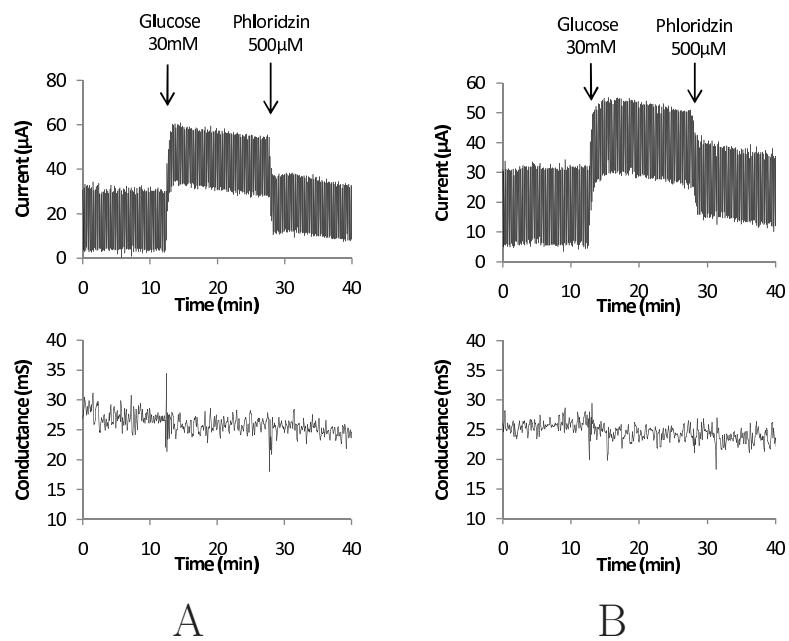 Glucose
30mM
Phloridzin
500µM
80
60
40
20
0
Current (µA)
0 10 20 30 40
Time (min)
40
35
30
25
20
15
10
Conductance (mS)
0 10 20 30 40
Time (min)
A
Glucose
30mM
Phloridzin
500µM
60
50
40
30
20
10
0
Current (µA)
0 10 20 30 40
Time (min)
40
35
30
25
20
15
10
Conductance (mS)
0 10 20 30 40
Time (min)
B